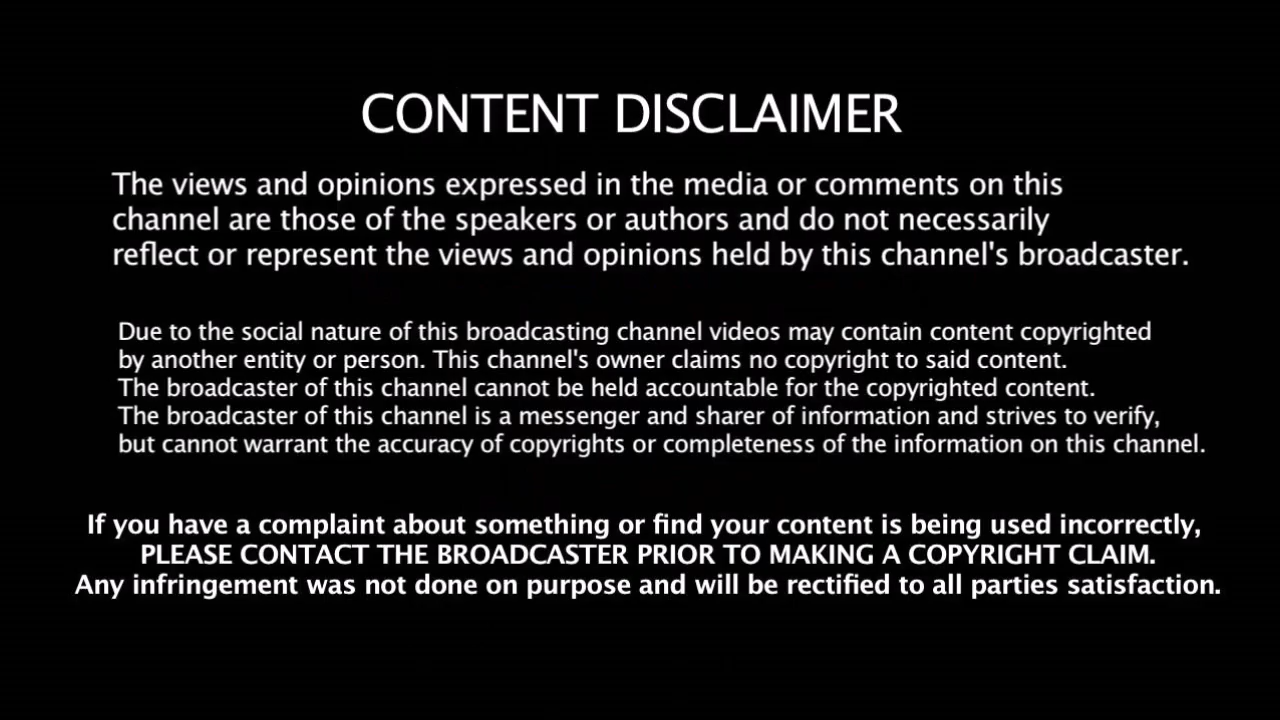 CONTENT DISCLAIMER
The views and opinions expressed in the media or comments on this
channel are those of the speakers or authors and do not necessarily
reflect or represent the views and opinions held by this channel's broadcaster.
Due to the social nature of this broadcasting channel videos may contain content copyrighted
by another entity or person. This channel's owner claims no copyright to said content.
The broadcaster of this channel cannot be held accountable for the copyrighted content.
The broadcaster of this channel is a messenger and sharer of information and strives to verify,
but cannot warrant the accuracy of copyrights or completeness of the information on this channel.
If you have a complaint about something or find your content is being used incorrectly,
PLEASE CONTACT THE BROADCASTER PRIOR TO MAKING A COPYRIGHT CLAIM.
Any infringement was not done on purpose and will be rectified to all parties satisfaction.